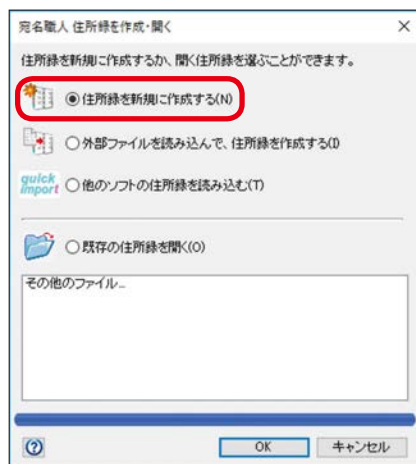 宛名職人 住所録を作成・開く
住所録を新規に作成するか、開く住所録を選ぶことができます。
住所録を新規に作成する(N)
外部ファイルを読み込んで、住所録を作成する(I)
quick
import
他のソフトの住所録を読み込む(T)
既存の住所録を開く(O)
その他のファイル...
OK
キャンセル